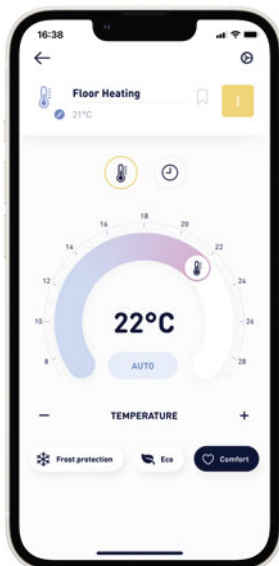 16:38
Floor Heating
21°C
I
18
16
20
14
22
12
24
10
26
8
28
22°C
AUTO
− TEMPERATURE +
Frost protection Eco Comfort